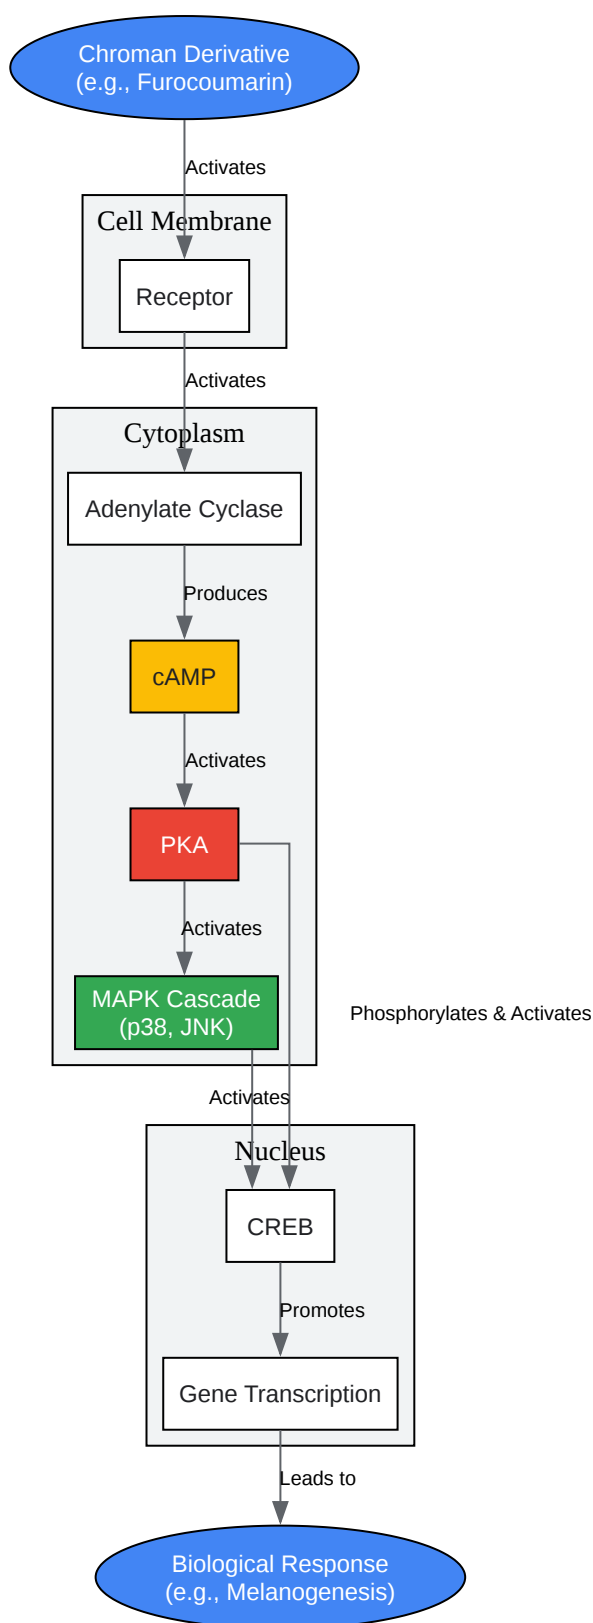 Chroman Derivative
(e.g., Furocoumarin)
Activates
Cell Membrane
Receptor
Activates
Cytoplasm
Adenylate Cyclase
Produces
cAMP
Activates
PKA
Activates
MAPK Cascade
(p38, JNK)
Phosphorylates & Activates
Activates
Nucleus
CREB
Promotes
Gene Transcription
Leads to
Biological Response
(e.g., Melanogenesis)